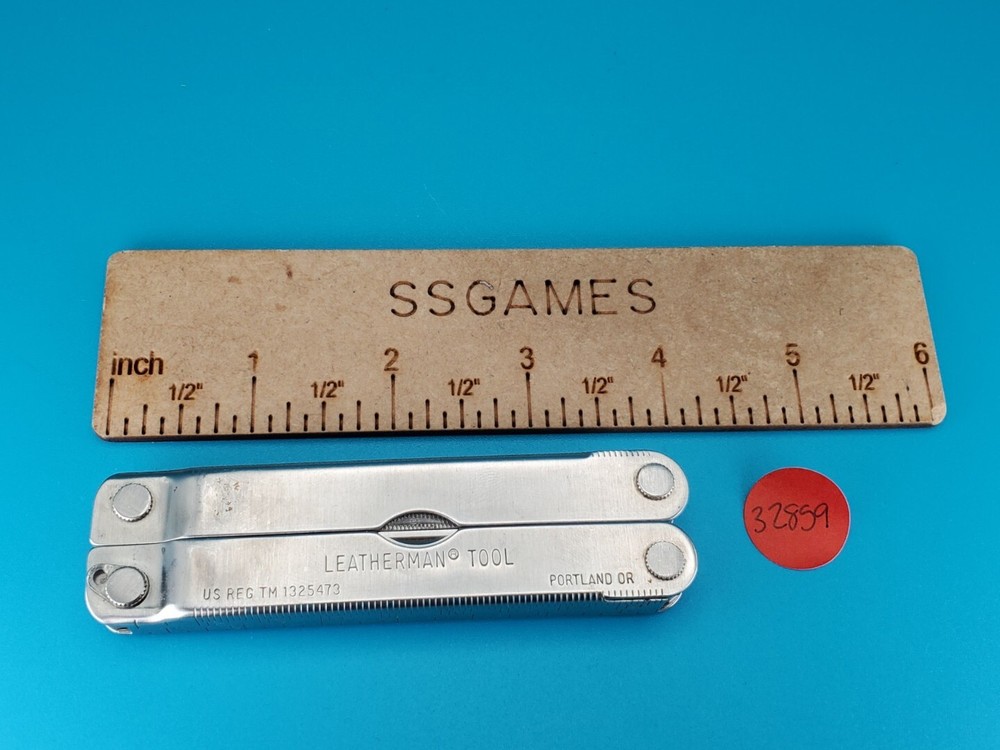 SSGAMES
inch 1 2 3 4 5 6
1/2" 1/2" 1/2" 1/2" 1/2" 1/2"
32859
LEATHERMAN® TOOL
US REG TM 1325473 PORTLAND OR